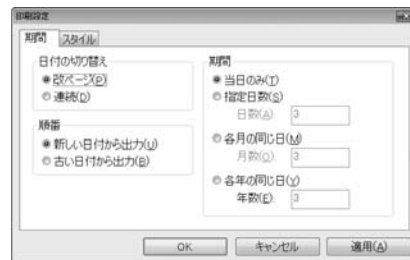 印刷設定
期間
スタイル
日付の切り替え
改ページ(P)
連続(D)
順番
新しい日付から出力(U)
古い日付から出力(B)
期間
当日のみ(T)
指定日数(S)
日数(A): 3
各月の同じ日(M)
月数(O): 3
各年の同じ日(Y)
年数(E): 3
OK
キャンセル
適用(A)